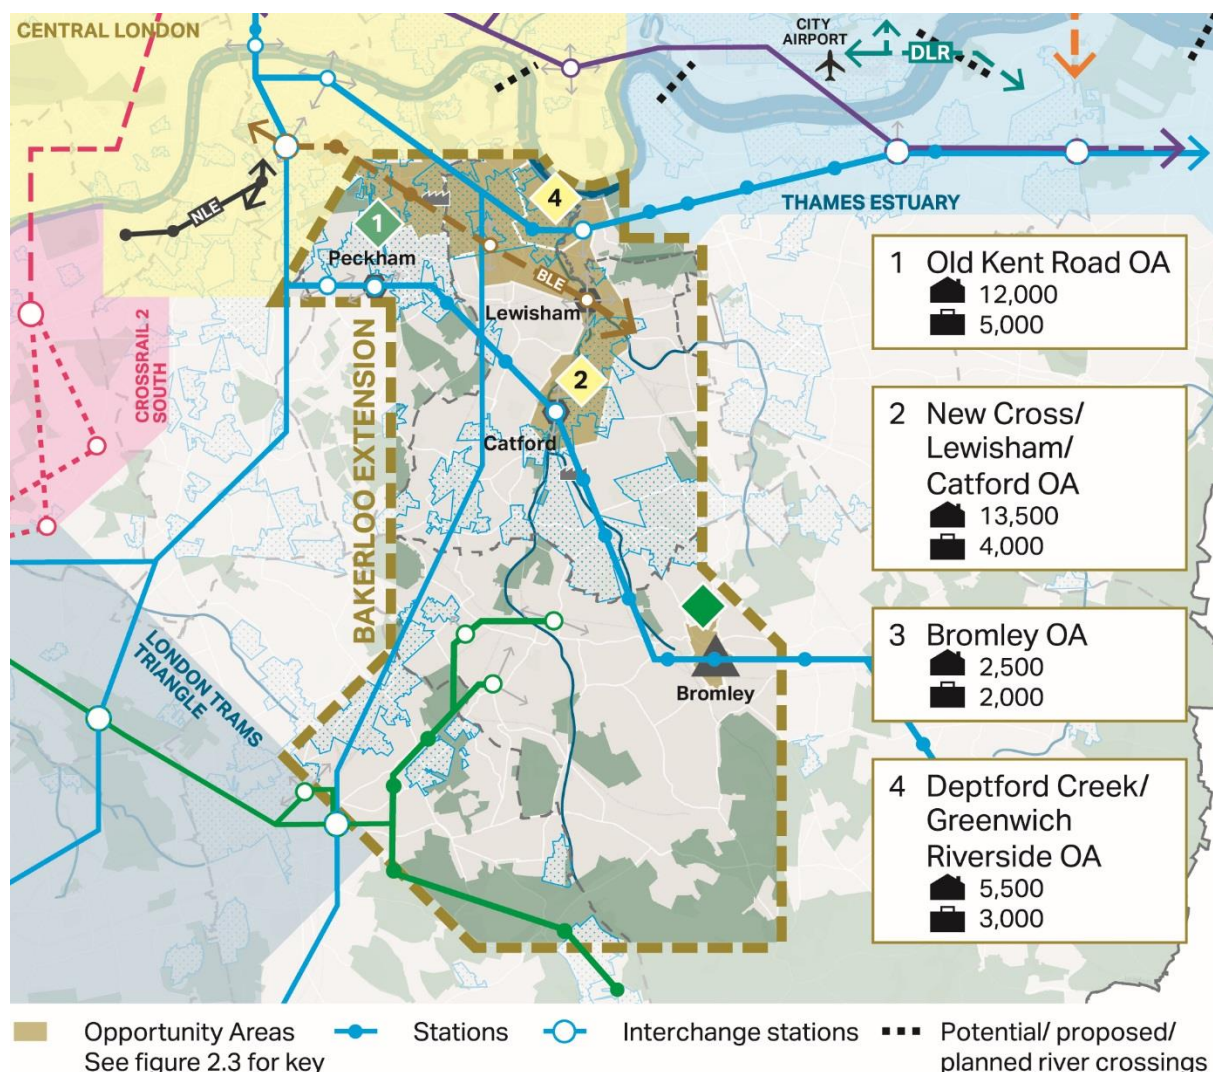 CENTRAL LONDON
CITY
AIRPORT
DLR
NLE
4
THAMES ESTUARY
1
Peckham
BLE
Lewisham
2
Catford
CROSSRAIL 2
SOUTH
BAKERLOO EXTENSION
LONDON TRAMS
TRIANGLE
Bromley
1 Old Kent Road OA
12,000
5,000
2 New Cross/
Lewisham/
Catford OA
13,500
4,000
3 Bromley OA
2,500
2,000
4 Deptford Creek/
Greenwich
Riverside OA
5,500
3,000
Opportunity Areas
See figure 2.3 for key
Stations
Interchange stations
Potential/ proposed/
planned river crossings